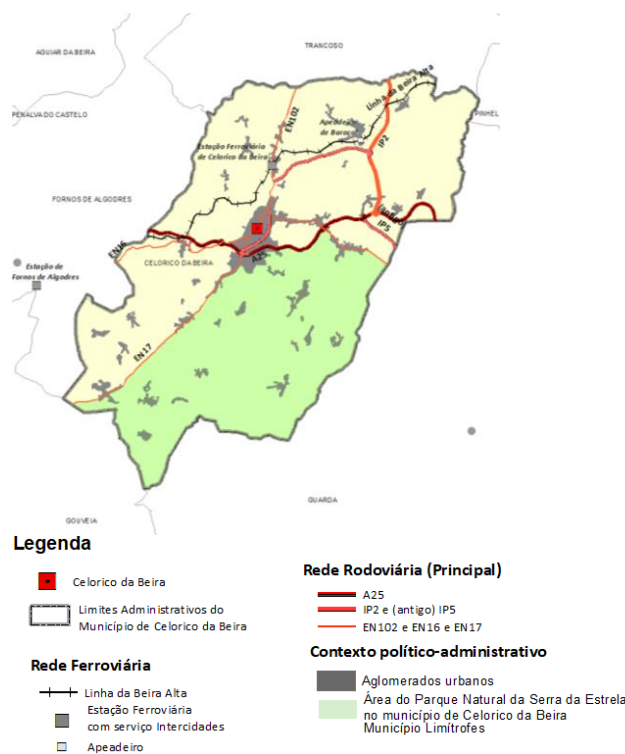 AGUIAR DA BEIRA
TRANCOSO
PENALVA DO CASTELO
PINHEL
EN102
Linha da Beira Alta
Apeadeiro
de Baraçal
Estação Ferroviária
de Celorico da Beira
IP2
FORNOS DE ALGODRES
(antigo)
IP5
EN16
CELORICO DA BEIRA
A25
Estação de
Fornos de Algodres
EN17
GUARDA
GOUVEIA
Legenda
Celorico da Beira
Limites Administrativos do
Município de Celorico da Beira
Rede Ferroviária
Linha da Beira Alta
Estação Ferroviária
com serviço Intercidades
Apeadeiro
Rede Rodoviária (Principal)
A25
IP2 e (antigo) IP5
EN102 e EN16 e EN17
Contexto político-administrativo
Aglomerados urbanos
Área do Parque Natural da Serra da Estrela
no município de Celorico da Beira
Município Limítrofes